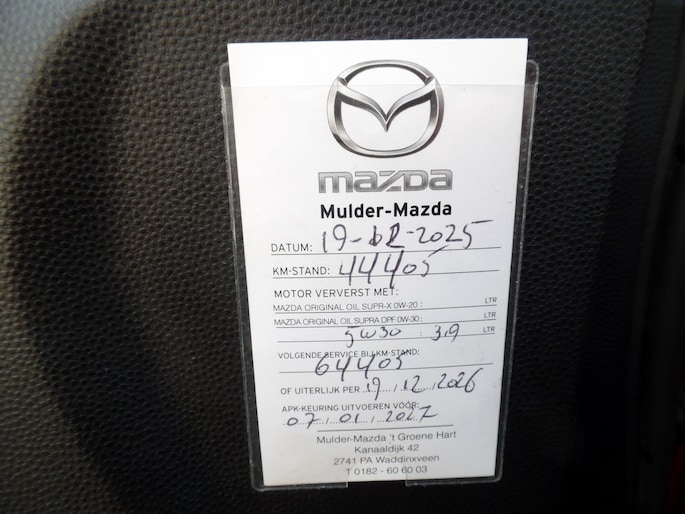 mazda
Mulder-Mazda
DATUM: 19-12-2025
KM-STAND: 44405
MOTOR VERVERST MET:
MAZDA ORIGINAL OIL SUPR-X 0W-20 : LTR
MAZDA ORIGINAL OIL SUPRA DPF 0W-30 : LTR
5W30 : 3,9 LTR
VOLGENDE SERVICE BIJ KM-STAND:
64405
OF UITERLIJK PER 19/12/2026
APK-KEURING UITVOEREN VÓÓR:
07/01/2027
Mulder-Mazda 't Groene Hart
Kanaaldijk 42
2741 PA Waddinxveen
T 0182 - 60 60 03